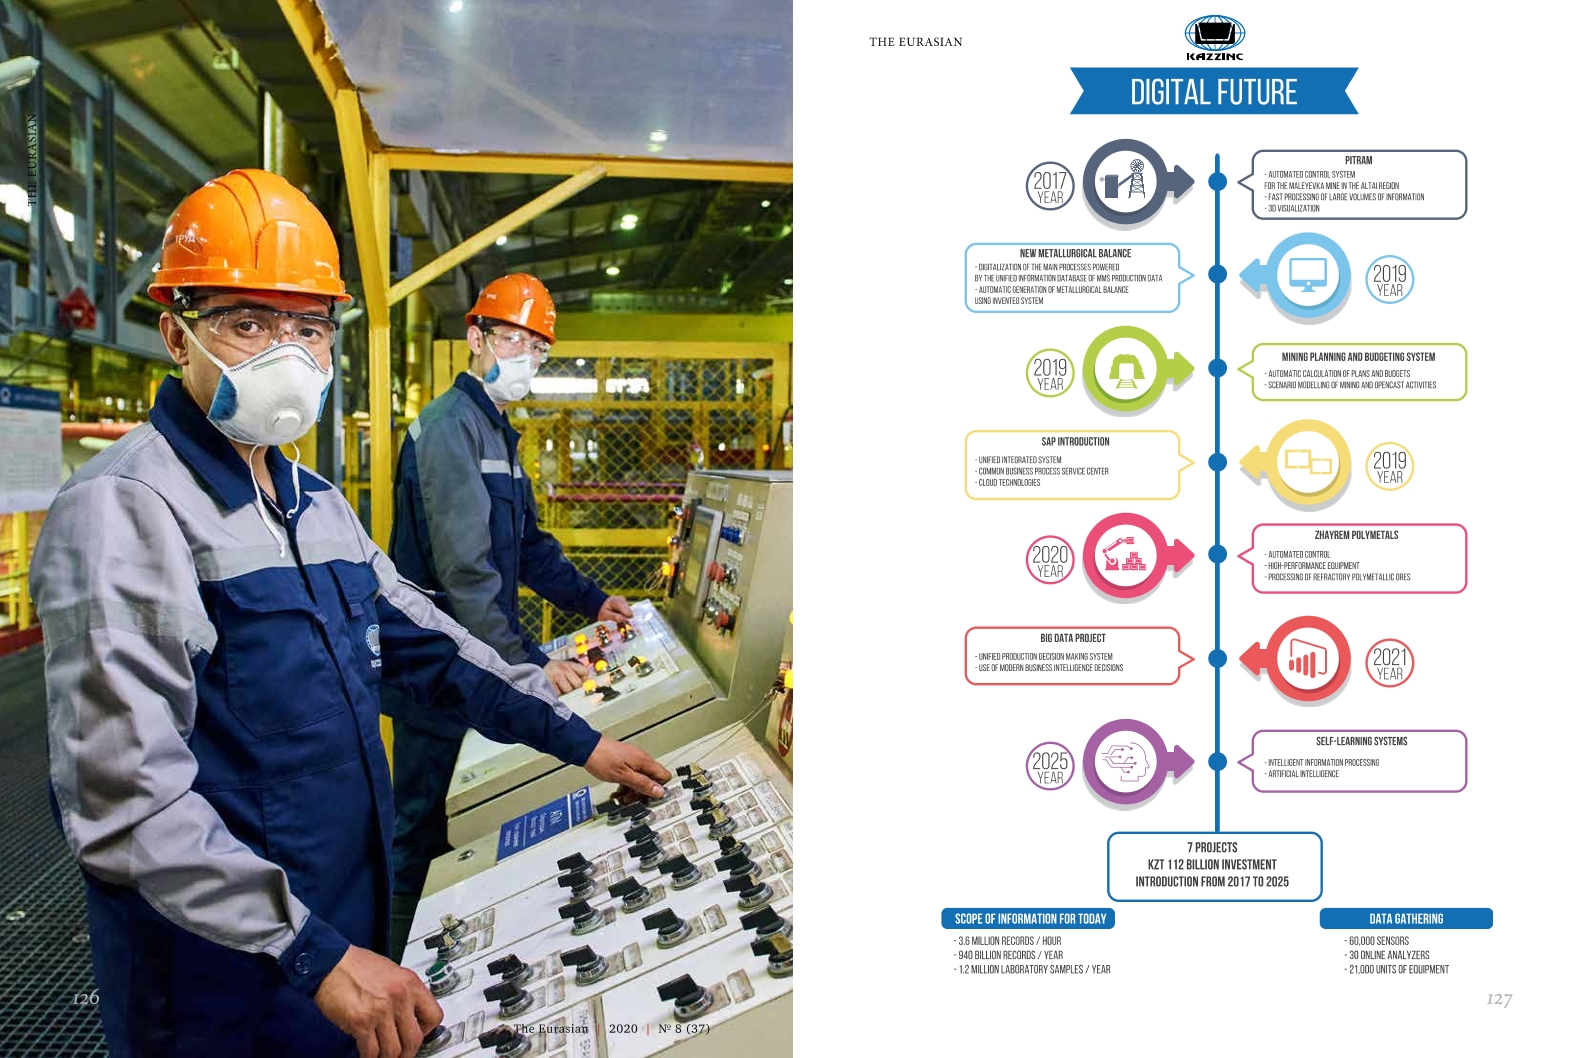 THE EURASIAN
126
The Eurasian | 2020 | № 8 (37)
THE EURASIAN
KAZZINC
DIGITAL FUTURE
2017
YEAR
PITRAM
- AUTOMATED CONTROL SYSTEM
FOR THE MALEYEVKA MINE IN THE ALTAI REGION
- FAST PROCESSING OF LARGE VOLUMES OF INFORMATION
- 3D VISUALIZATION
NEW METALLURGICAL BALANCE
- DIGITALIZATION OF THE MAIN PROCESSES POWERED
BY THE UNIFIED INFORMATION DATABASE OF MMS PRODUCTION DATA
- AUTOMATIC GENERATION OF METALLURGICAL BALANCE
USING INVENTED SYSTEM
2019
YEAR
2019
YEAR
MINING PLANNING AND BUDGETING SYSTEM
- AUTOMATIC CALCULATION OF PLANS AND BUDGETS
- SCENARIO MODELLING OF MINING AND OPENCAST ACTIVITIES
SAP INTRODUCTION
- UNIFIED INTEGRATED SYSTEM
- COMMON BUSINESS PROCESS SERVICE CENTER
- CLOUD TECHNOLOGIES
2019
YEAR
2020
YEAR
ZHAYREM POLYMETALS
- AUTOMATED CONTROL
- HIGH-PERFORMANCE EQUIPMENT
- PROCESSING OF REFRACTORY POLYMETALLIC ORES
BIG DATA PROJECT
- UNIFIED PRODUCTION DECISION MAKING SYSTEM
- USE OF MODERN BUSINESS INTELLIGENCE DECISIONS
2021
YEAR
2025
YEAR
SELF-LEARNING SYSTEMS
- INTELLIGENT INFORMATION PROCESSING
- ARTIFICIAL INTELLIGENCE
7 PROJECTS
KZT 112 BILLION INVESTMENT
INTRODUCTION FROM 2017 TO 2025
SCOPE OF INFORMATION FOR TODAY
- 3.6 MILLION RECORDS / HOUR
- 940 BILLION RECORDS / YEAR
- 1.2 MILLION LABORATORY SAMPLES / YEAR
DATA GATHERING
- 60,000 SENSORS
- 30 ONLINE ANALYZERS
- 21,000 UNITS OF EQUIPMENT
127